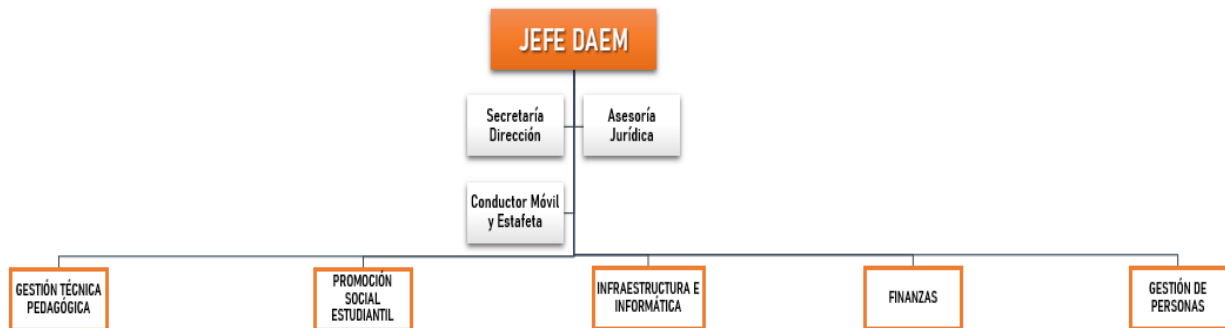 JEFE DAEM
Secretaría
Dirección
Asesoría
Jurídica
Conductor Móvil
y Estafeta
GESTIÓN TÉCNICA
PEDAGÓGICA
PROMOCIÓN
SOCIAL
ESTUDIANTIL
INFRAESTRUCTURA E
INFORMÁTICA
FINANZAS
GESTIÓN DE
PERSONAS